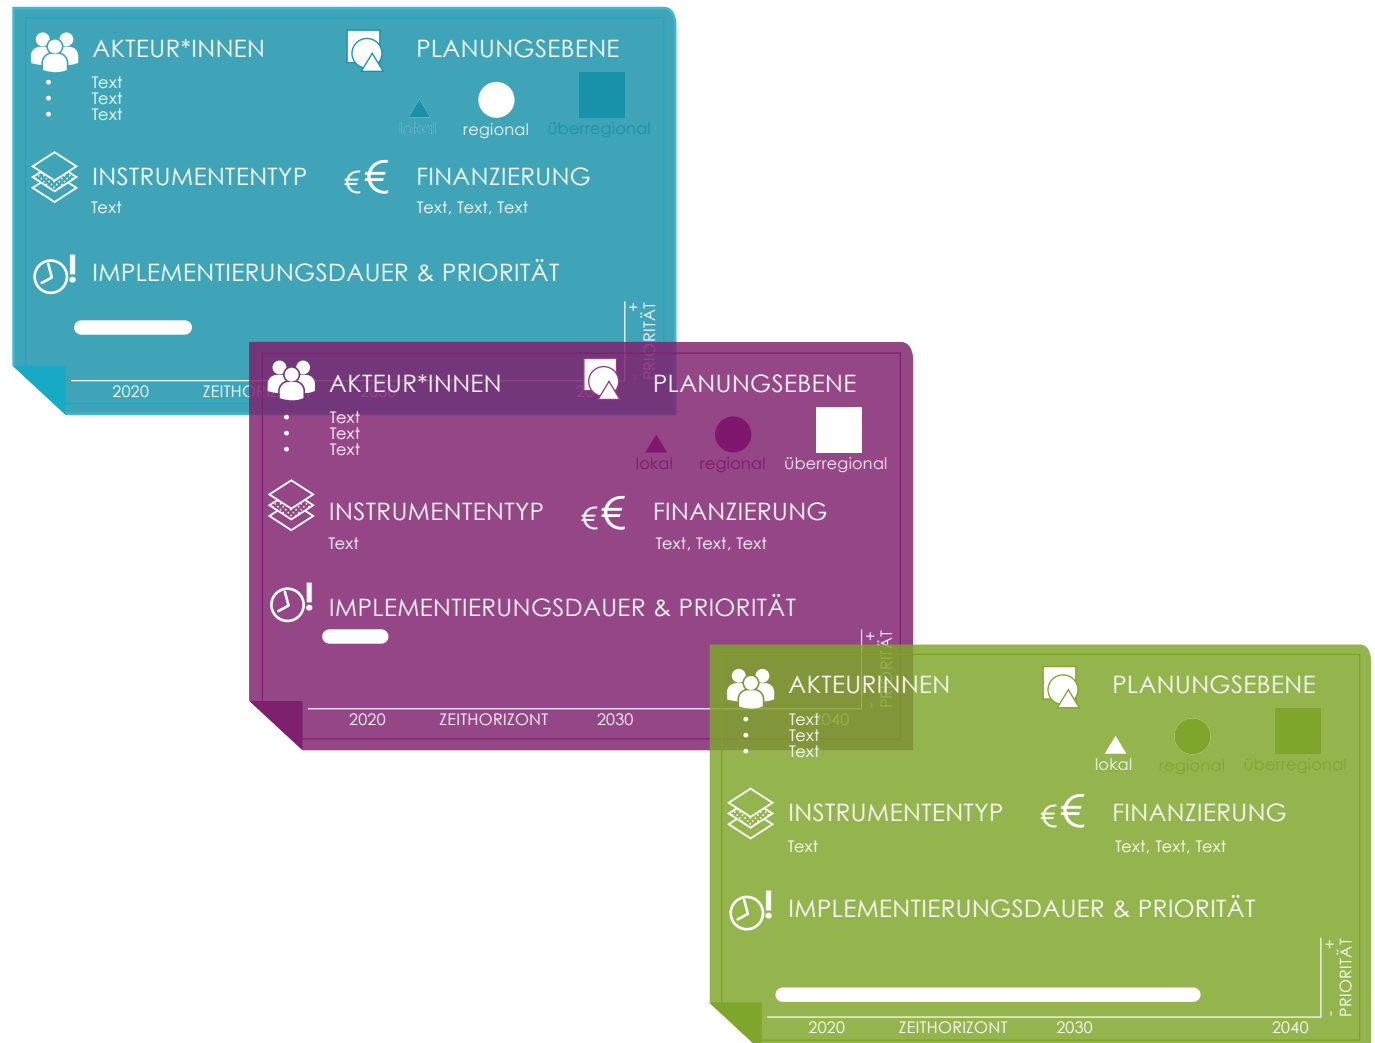 AKTEUR*INNEN
• Text
• Text
• Text
PLANUNGSEBENE
lokal
regional
überregional
INSTRUMENTENTYP
Text
€€ FINANZIERUNG
Text, Text, Text
! IMPLEMENTIERUNGSDAUER & PRIORITÄT
- PRIORITÄT +
2020
2030
AKTEUR*INNEN
• Text
• Text
• Text
PLANUNGSEBENE
lokal
regional
überregional
INSTRUMENTENTYP
Text
€€ FINANZIERUNG
Text, Text, Text
! IMPLEMENTIERUNGSDAUER & PRIORITÄT
- PRIORITÄT +
2020 ZEITHORIZONT 2030 2040
AKTEURINNEN
• Text
• Text
• Text
PLANUNGSEBENE
lokal
regional
überregional
INSTRUMENTENTYP
Text
€€ FINANZIERUNG
Text, Text, Text
! IMPLEMENTIERUNGSDAUER & PRIORITÄT
- PRIORITÄT +
2020 ZEITHORIZONT 2030 2040